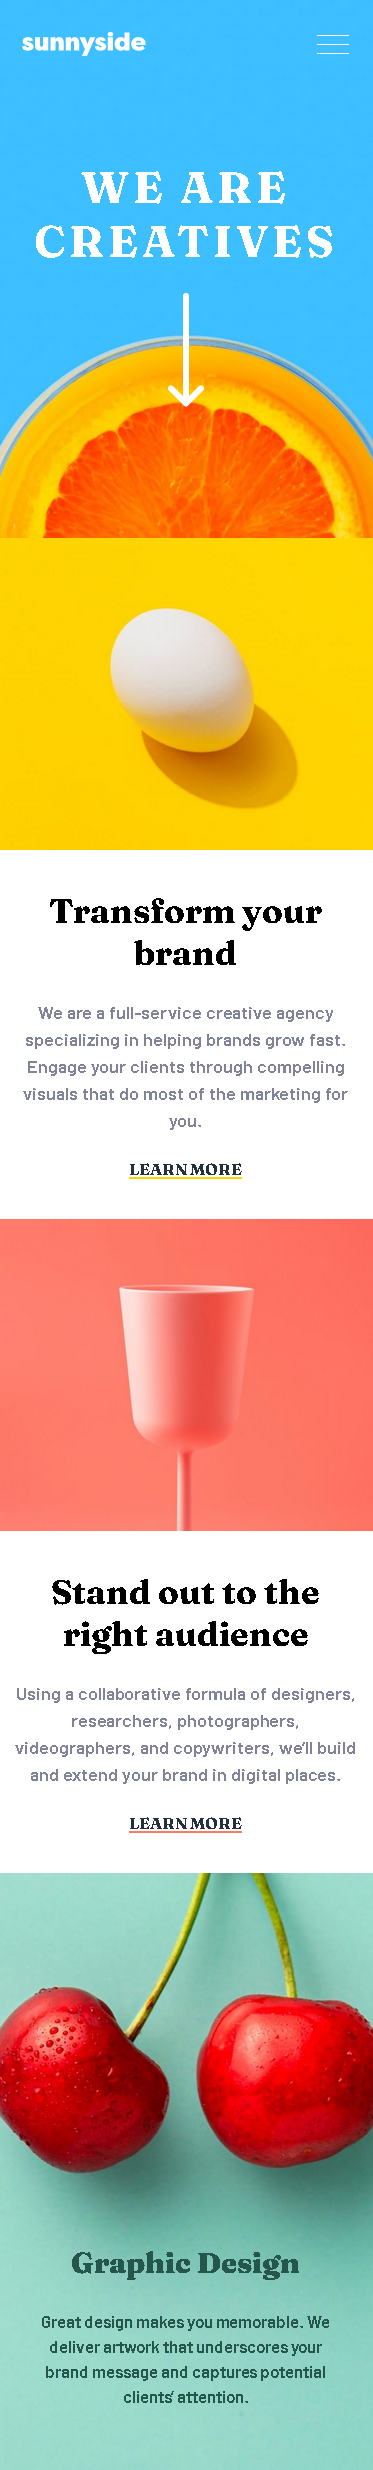 sunnyside
WE ARE
CREATIVES
Transform your
brand
We are a full-service creative agency
specializing in helping brands grow fast.
Engage your clients through compelling
visuals that do most of the marketing for
you.
LEARN MORE
Stand out to the
right audience
Using a collaborative formula of designers,
researchers, photographers,
videographers, and copywriters, we’ll build
and extend your brand in digital places.
LEARN MORE
Graphic Design
Great design makes you memorable. We
deliver artwork that underscores your
brand message and captures potential
clients’ attention.